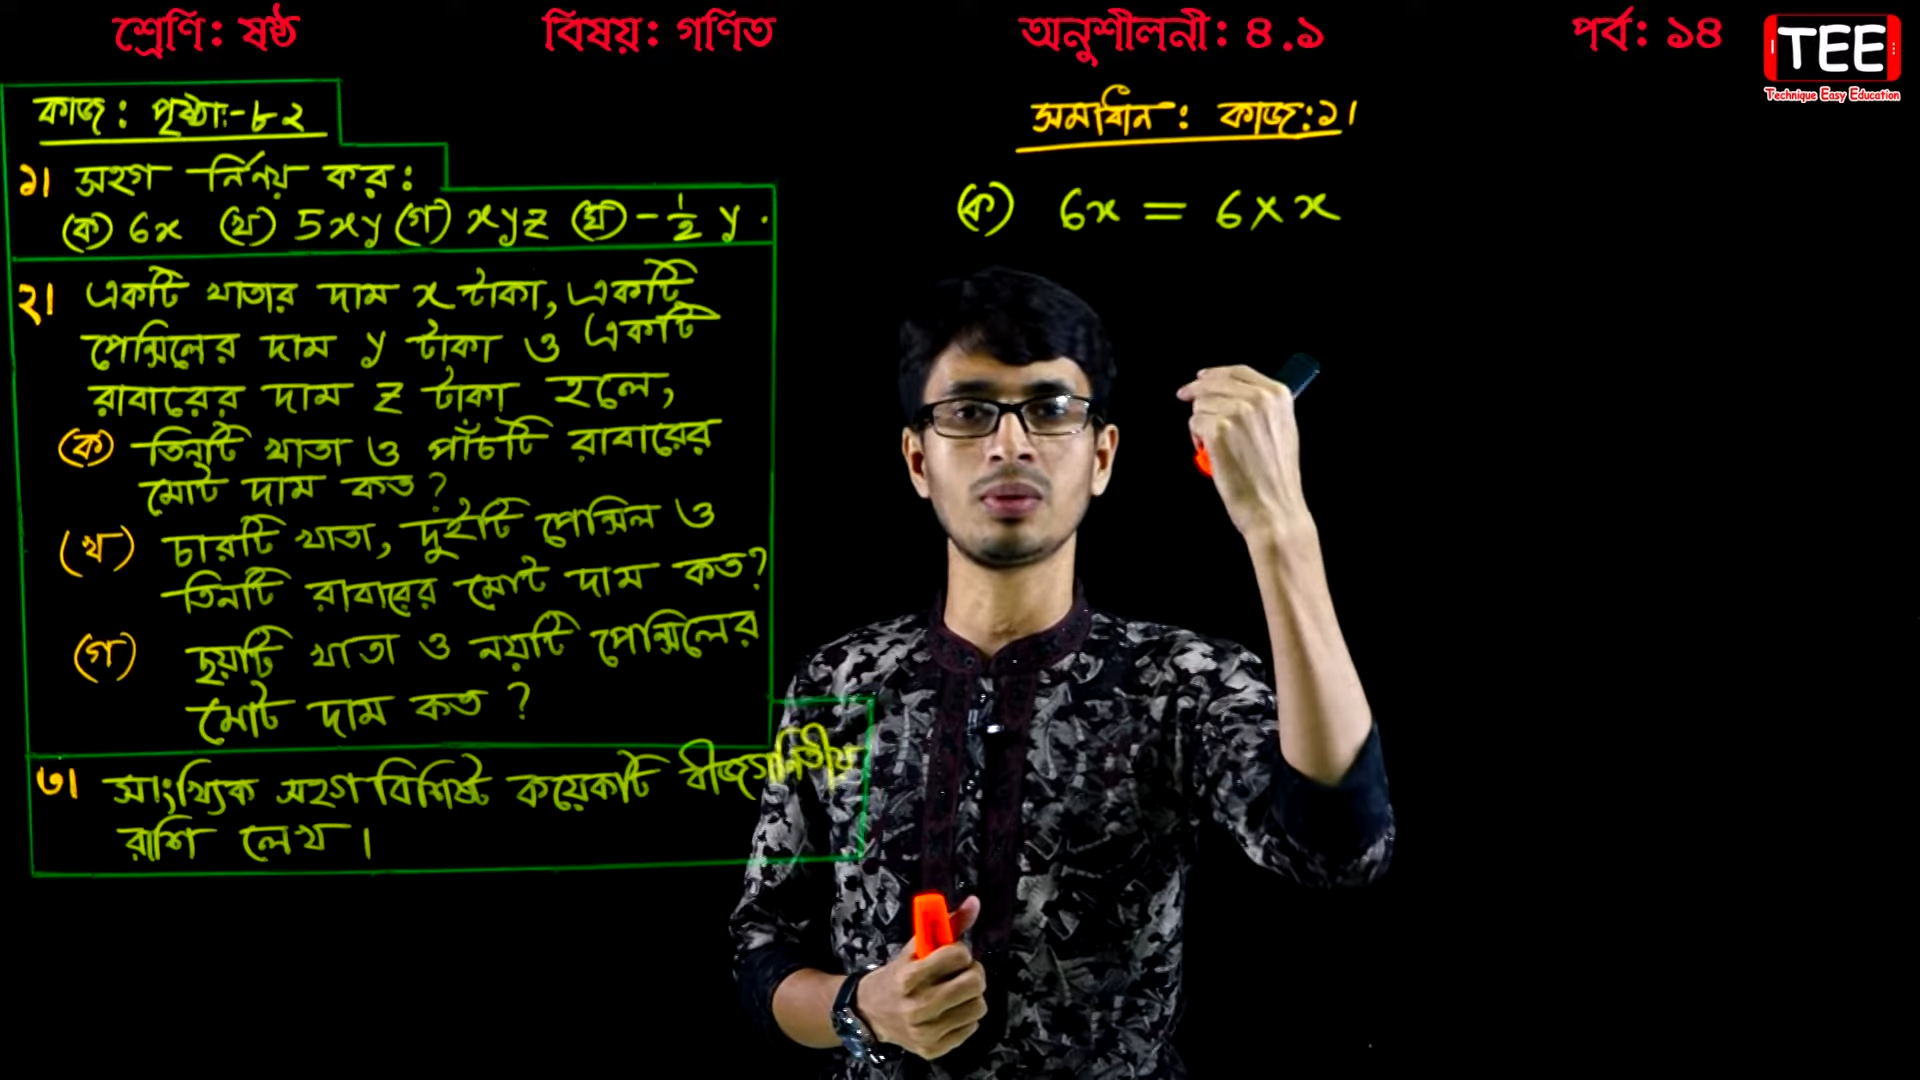 শ্রেণি: ষষ্ঠ
বিষয়: গণিত
অনুশীলনী: ৪.১
পর্ব: ১৪
TEE
Technique Easy Education
কাজ: পৃষ্ঠা:-৮২
১। সহগ নির্নয় কর:
(ক) 6x (খ) 5xy (গ) xyz (ঘ) -1/2 y.
২। একটি খাতার দাম x টাকা, একটি
পেন্সিলের দাম y টাকা ও একটি
রাবারের দাম z টাকা হলে,
(ক) তিনটি খাতা ও পাঁচটি রাবারের
মোট দাম কত?
(খ) চারটি খাতা, দুইটি পেন্সিল ও
তিনটি রাবারের মোট দাম কত?
(গ) ছয়টি খাতা ও নয়টি পেন্সিলের
মোট দাম কত?
৩। সাংখ্যিক সহগ বিশিষ্ট কয়েকটি বীজগনিতীয়
রাশি লেখ।
সমাধান: কাজ:১।
(ক) 6x = 6 × x